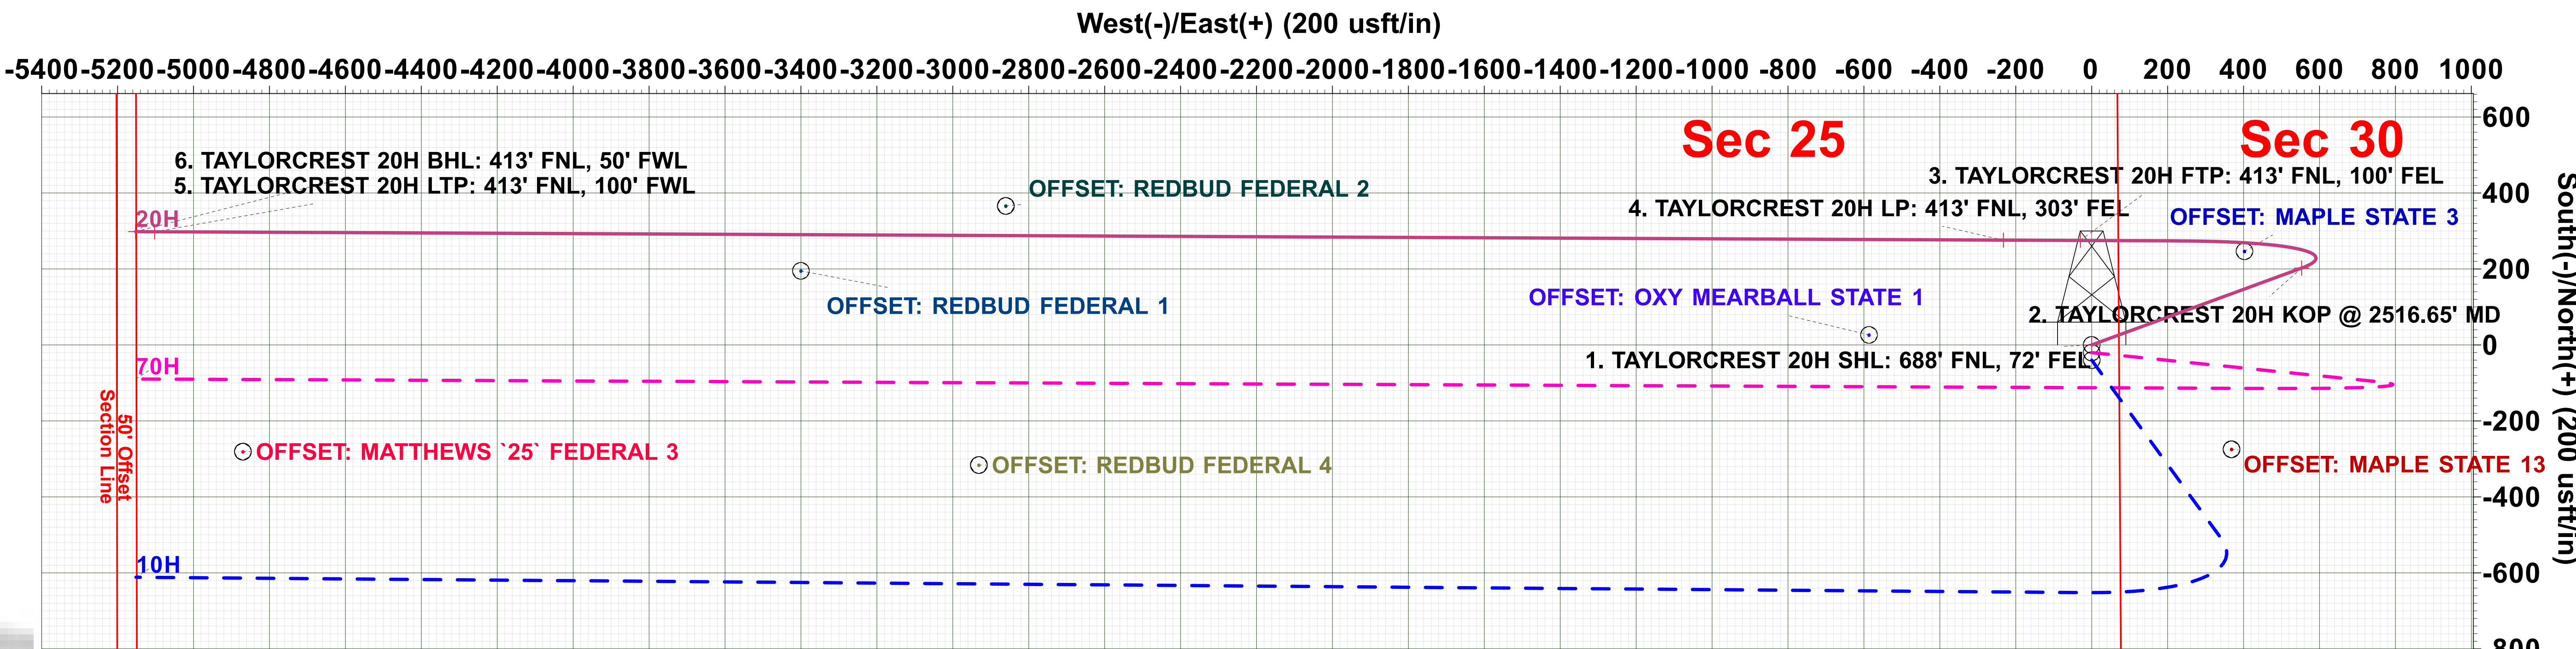 West(-)/East(+) (200 usft/in)
-5400 -5200 -5000 -4800 -4600 -4400 -4200 -4000 -3800 -3600 -3400 -3200 -3000 -2800 -2600 -2400 -2200 -2000 -1800 -1600 -1400 -1200 -1000 -800 -600 -400 -200 0 200 400 600 800 1000
600
Sec 25
Sec 30
6. TAYLORCREST 20H BHL: 413' FNL, 50' FWL
5. TAYLORCREST 20H LTP: 413' FNL, 100' FWL
3. TAYLORCREST 20H FTP: 413' FNL, 100' FEL
OFFSET: REDBUD FEDERAL 2
400
4. TAYLORCREST 20H LP: 413' FNL, 303' FEL
OFFSET: MAPLE STATE 3
20H
200
OFFSET: OXY MEARBALL STATE 1
OFFSET: REDBUD FEDERAL 1
2. TAYLORCREST 20H KOP @ 2516.65' MD
0
1. TAYLORCREST 20H SHL: 688' FNL, 72' FEL
70H
South(-)/North(+) (200 usft/in)
-200
Section Line
50' Offset
OFFSET: MATTHEWS `25` FEDERAL 3
OFFSET: REDBUD FEDERAL 4
OFFSET: MAPLE STATE 13
-400
10H
-600
-800